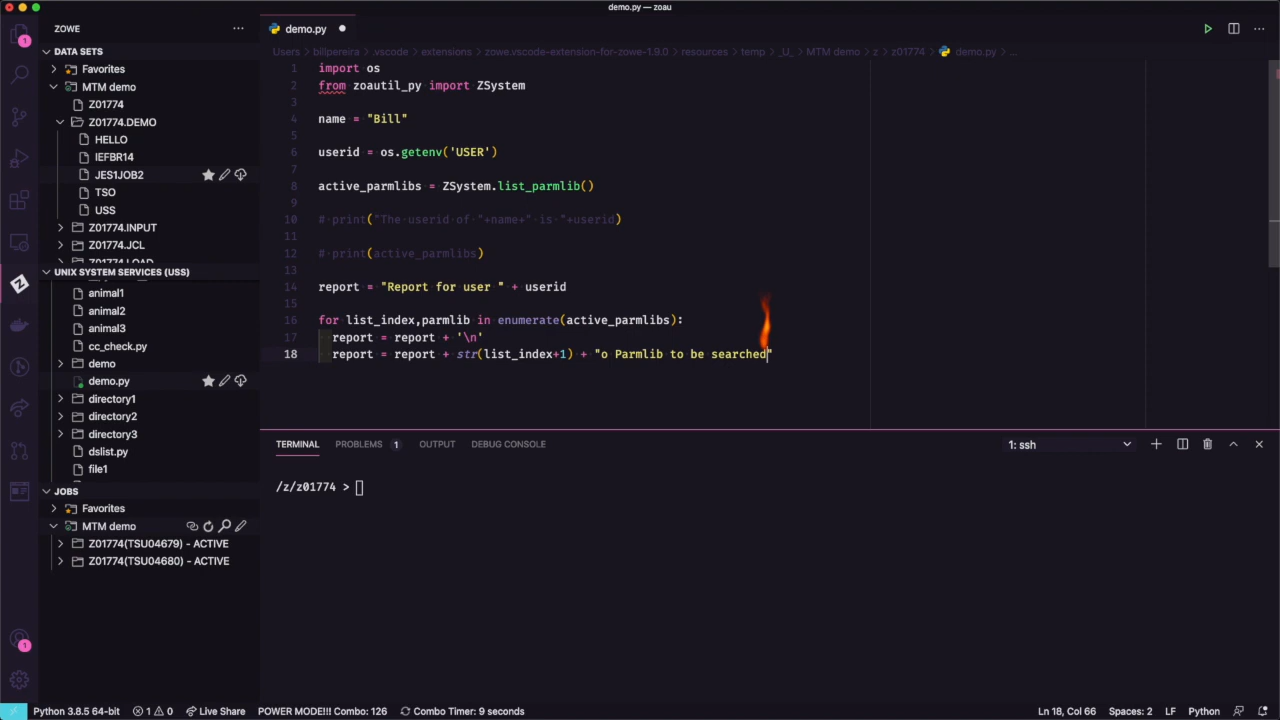 demo.py — zoau
ZOWE
DATA SETS
Favorites
MTM demo
Z01774
Z01774.DEMO
HELLO
IEFBR14
JES1JOB2
TSO
USS
Z01774.INPUT
Z01774.JCL
Z01774.LOAD
UNIX SYSTEM SERVICES (USS)
animal1
animal2
animal3
cc_check.py
demo
demo.py
directory1
directory2
directory3
dslist.py
file1
JOBS
Favorites
MTM demo
Z01774(TSU04679) - ACTIVE
Z01774(TSU04680) - ACTIVE
1
1
demo.py
Users > billpereira > .vscode > extensions > zowe.vscode-extension-for-zowe-1.9.0 > resources > temp > _U_ > MTM demo > z > z01774 > demo.py > ...
1 import os
2 from zoautil_py import ZSystem
3
4 name = "Bill"
5
6 userid = os.getenv('USER')
7
8 active_parmlibs = ZSystem.list_parmlib()
9
10 # print("The userid of "+name+" is "+userid)
11
12 # print(active_parmlibs)
13
14 report = "Report for user " + userid
15
16 for list_index,parmlib in enumerate(active_parmlibs):
17 report = report + '\n'
18 report = report + str(list_index+1) + "o Parmlib to be searched"
TERMINAL PROBLEMS 1 OUTPUT DEBUG CONSOLE 1: ssh
/z/z01774 >
Python 3.8.5 64-bit 1 0 Live Share POWER MODE!!! Combo: 126 Combo Timer: 9 seconds Ln 18, Col 66 Spaces: 2 LF Python